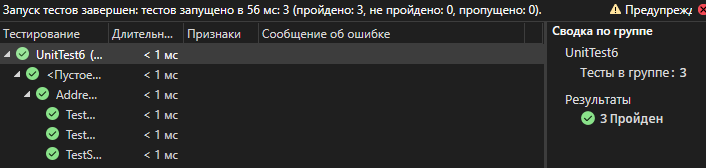 Запуск тестов завершен: тестов запущено в 56 мс: 3 (пройдено: 3, не пройдено: 0, пропущено: 0).
Предупрежд
Тестирование Длительн... Признаки Сообщение об ошибке
UnitTest6 (... < 1 мс
<Пустое... < 1 мс
Addre... < 1 мс
Test... < 1 мс
Test... < 1 мс
TestS... < 1 мс
Сводка по группе
UnitTest6
Тесты в группе: 3
Результаты
3 Пройден